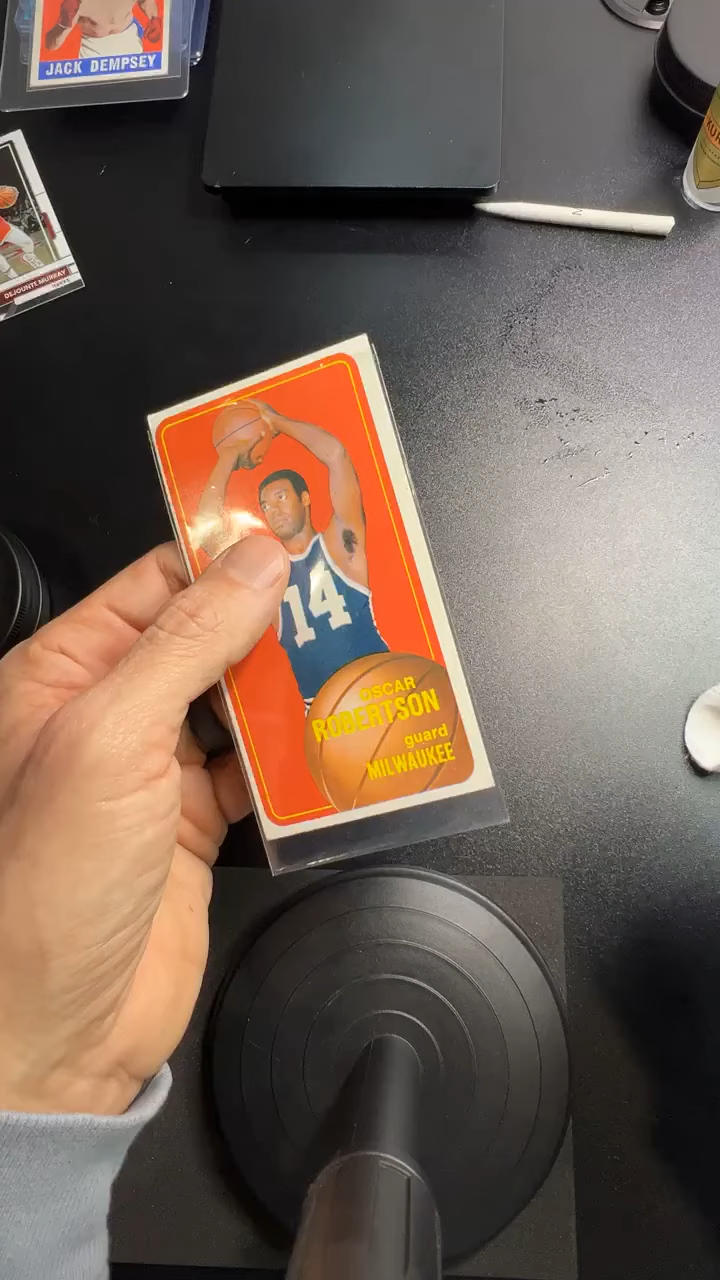 JACK DEMPSEY
DEJOUNTE MURRAY
14
OSCAR
ROBERTSON
guard
MILWAUKEE